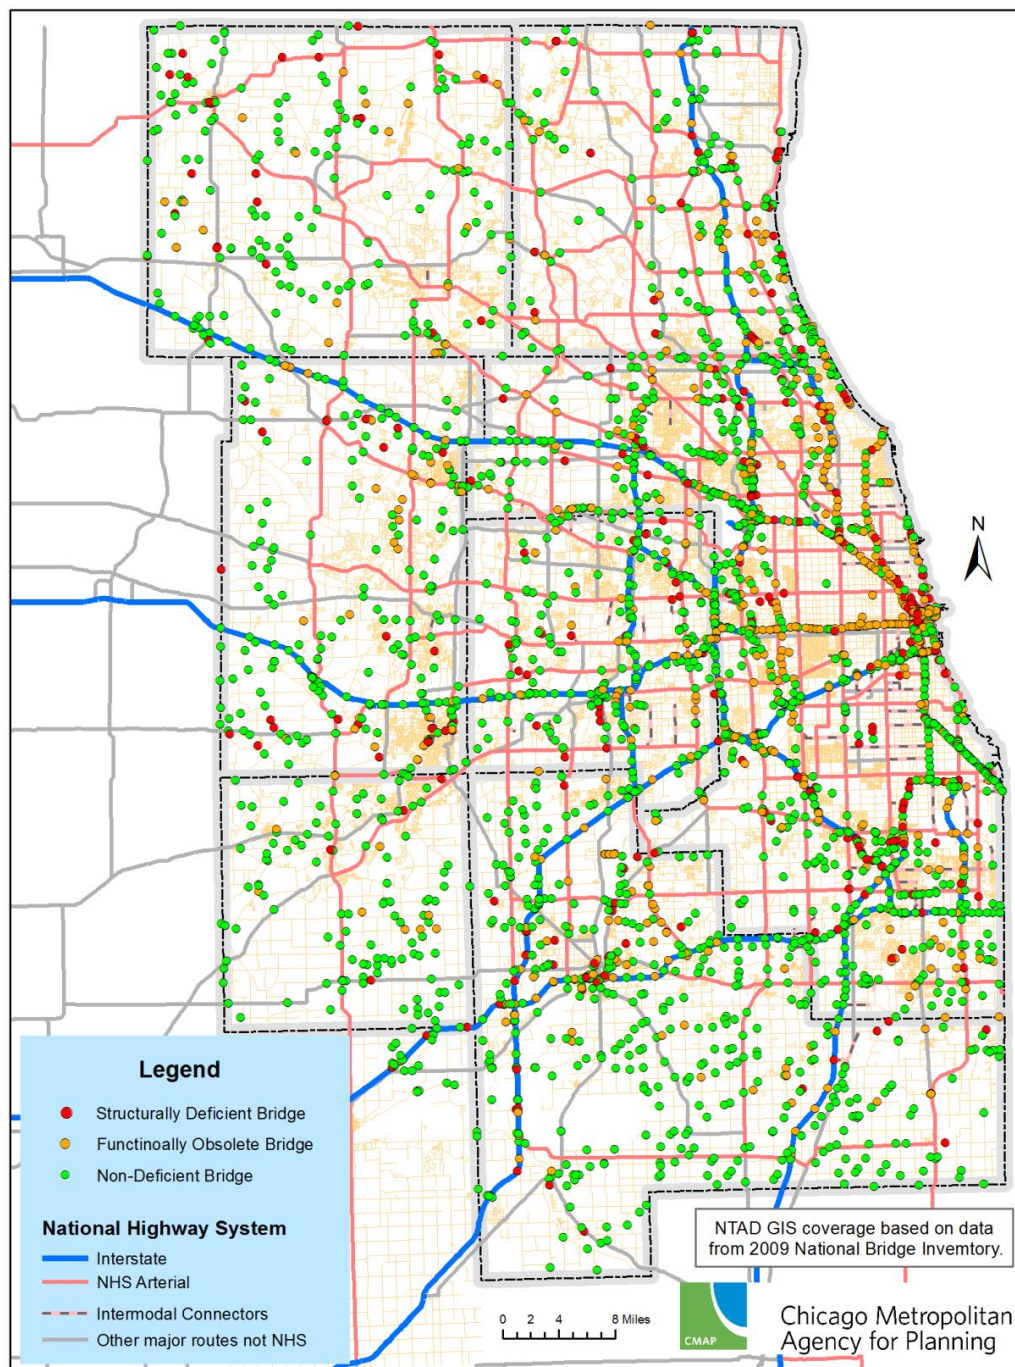 N
Legend
Structurally Deficient Bridge
Functinoally Obsolete Bridge
Non-Deficient Bridge
National Highway System
Interstate
NHS Arterial
Intermodal Connectors
Other major routes not NHS
NTAD GIS coverage based on data
from 2009 National Bridge Invemtory.
0 2 4 8 Miles
CMAP
Chicago Metropolitan
Agency for Planning